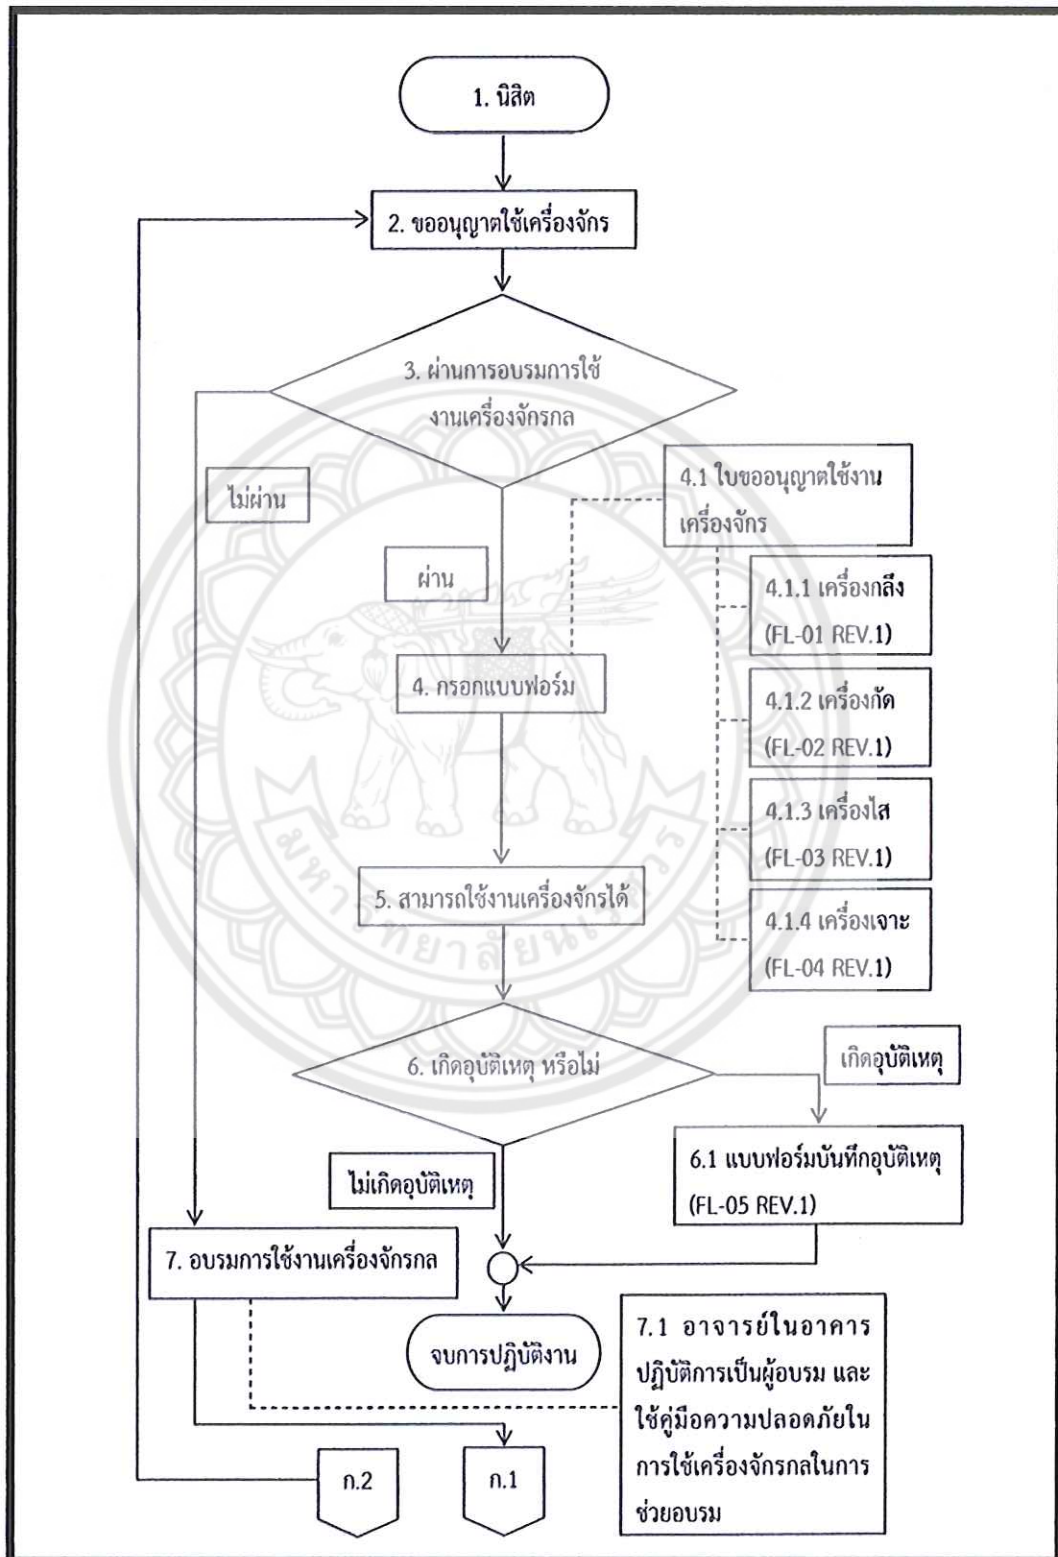 1. นิสิต
2. ขออนุญาตใช้เครื่องจักร
3. ผ่านการอบรมการใช้
งานเครื่องจักรกล
ไม่ผ่าน
ผ่าน
4.1 ใบขออนุญาตใช้งาน
เครื่องจักร
4.1.1 เครื่องกลึง
(FL-01 REV.1)
4. กรอกแบบฟอร์ม
4.1.2 เครื่องกัด
(FL-02 REV.1)
4.1.3 เครื่องไส
(FL-03 REV.1)
5. สามารถใช้งานเครื่องจักรได้
4.1.4 เครื่องเจาะ
(FL-04 REV.1)
มหาวิทยาลัยนเรศวร
6. เกิดอุบัติเหตุ หรือไม่
เกิดอุบัติเหตุ
ไม่เกิดอุบัติเหตุ
6.1 แบบฟอร์มบันทึกอุบัติเหตุ
(FL-05 REV.1)
7. อบรมการใช้งานเครื่องจักรกล
จบการปฏิบัติงาน
7.1 อาจารย์ในอาคาร
ปฏิบัติการเป็นผู้อบรม และ
ใช้คู่มือความปลอดภัยใน
การใช้เครื่องจักรกลในการ
ช่วยอบรม
ก.2
ก.1